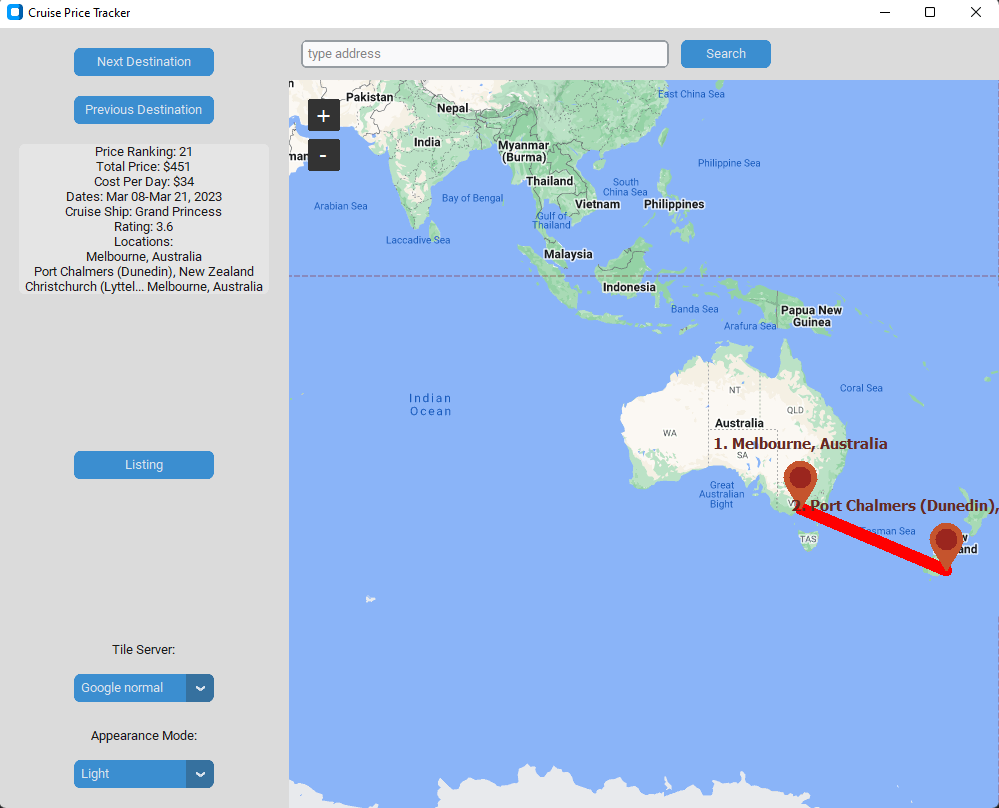 Cruise Price Tracker
Next Destination
Previous Destination
Price Ranking: 21
Total Price: $451
Cost Per Day: $34
Dates: Mar 08-Mar 21, 2023
Cruise Ship: Grand Princess
Rating: 3.6
Locations:
Melbourne, Australia
Port Chalmers (Dunedin), New Zealand
Christchurch (Lyttel... Melbourne, Australia
Listing
Tile Server:
Google normal
Appearance Mode:
Light
type address
Search
+
-
East China Sea
Pakistan
Nepal
India
Myanmar
(Burma)
Philippine Sea
Thailand
South
China Sea
Arabian Sea
Bay of Bengal
Vietnam
Philippines
Gulf of
Thailand
Laccadive Sea
Malaysia
Indonesia
Banda Sea
Papua New
Guinea
Arafura Sea
Coral Sea
Indian
Ocean
NT
QLD
Australia
WA
1. Melbourne, Australia
SA
Great
Australian
Bight
2. Port Chalmers (Dunedin),
Tasman Sea
TAS